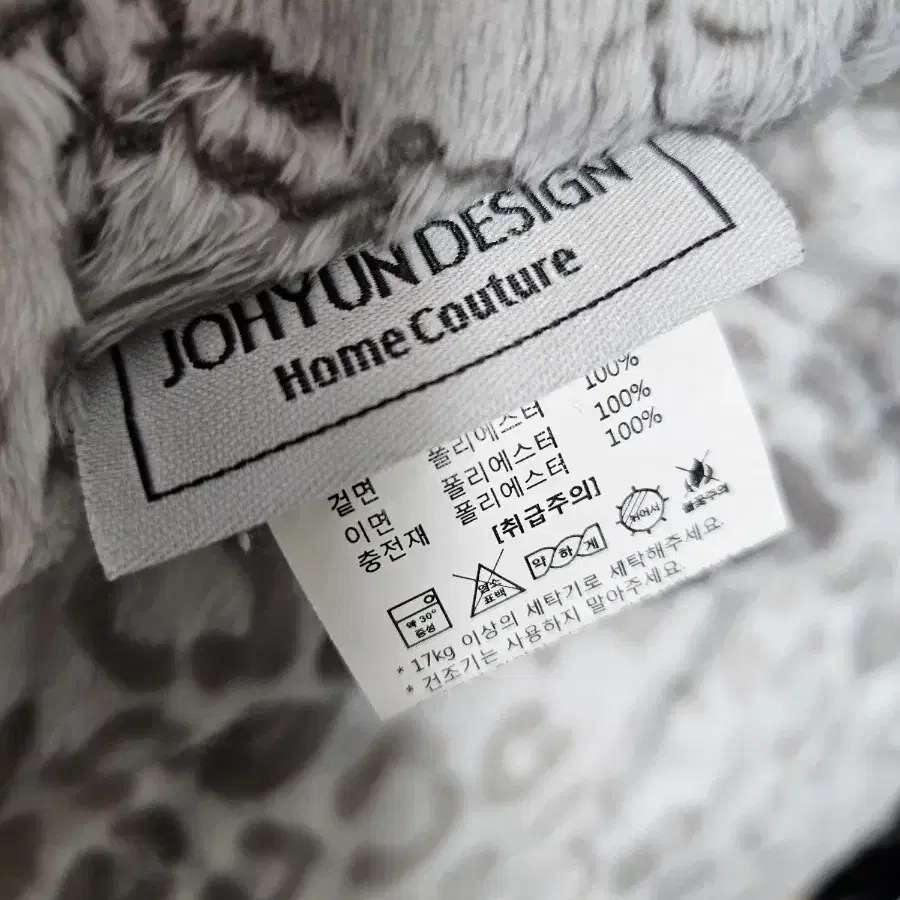 JOHYUN DESIGN
Home Couture
겉면 폴리에스터 100%
이면 폴리에스터 100%
충전재 폴리에스터 100%
[취급주의]
약 30° 중성
염소 표백
약하게
뉘어서
* 17kg 이상의 세탁기로 세탁해주세요.
* 건조기는 사용하지 말아주세요.